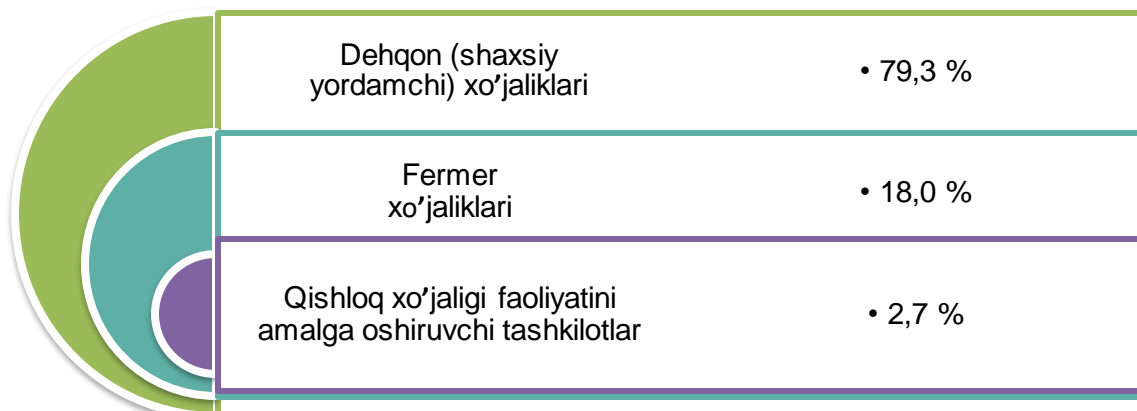 Dehqon (shaxsiy
yordamchi) xo'jaliklari
• 79,3 %
Fermer
xo'jaliklari
• 18,0 %
Qishloq xo'jaligi faoliyatini
amalga oshiruvchi tashkilotlar
• 2,7 %